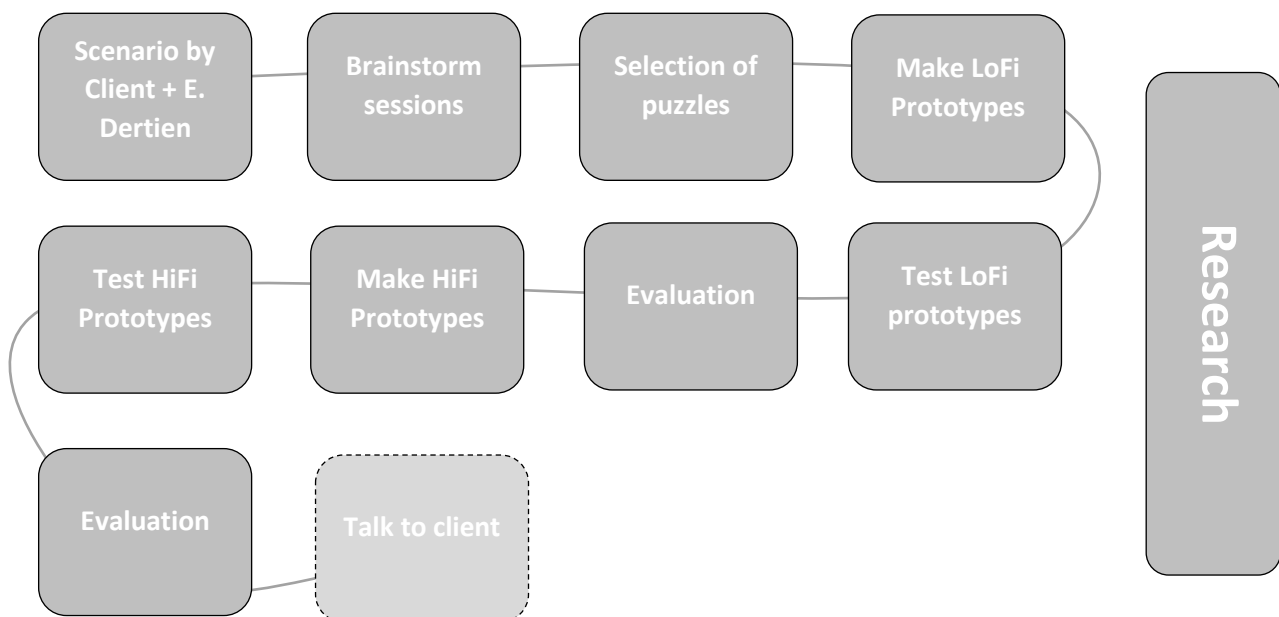 Scenario by
Client + E.
Dertien
Brainstorm
sessions
Selection of
puzzles
Make LoFi
Prototypes
Test HiFi
Prototypes
Make HiFi
Prototypes
Evaluation
Test LoFi
prototypes
Evaluation
Talk to client
Research